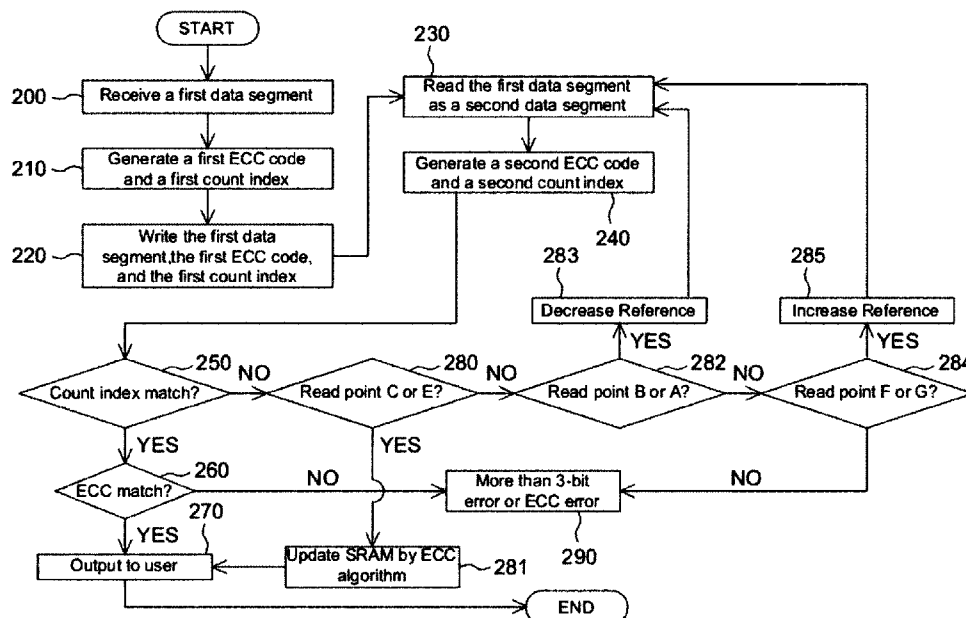 START
230
200
Receive a first data segment
Read the first data segment
as a second data segment
210
Generate a first ECC code
and a first count index
Generate a second ECC code
and a second count index
220
Write the first data
segment,the first ECC code,
and the first count index
240
283
285
Decrease Reference
Increase Reference
YES
YES
250
280
282
284
Count index match?
NO
Read point C or E?
NO
Read point B or A?
NO
Read point F or G?
YES
YES
260
ECC match?
NO
More than 3-bit
error or ECC error
NO
270
YES
290
Output to user
Update SRAM by ECC
algorithm
281
END